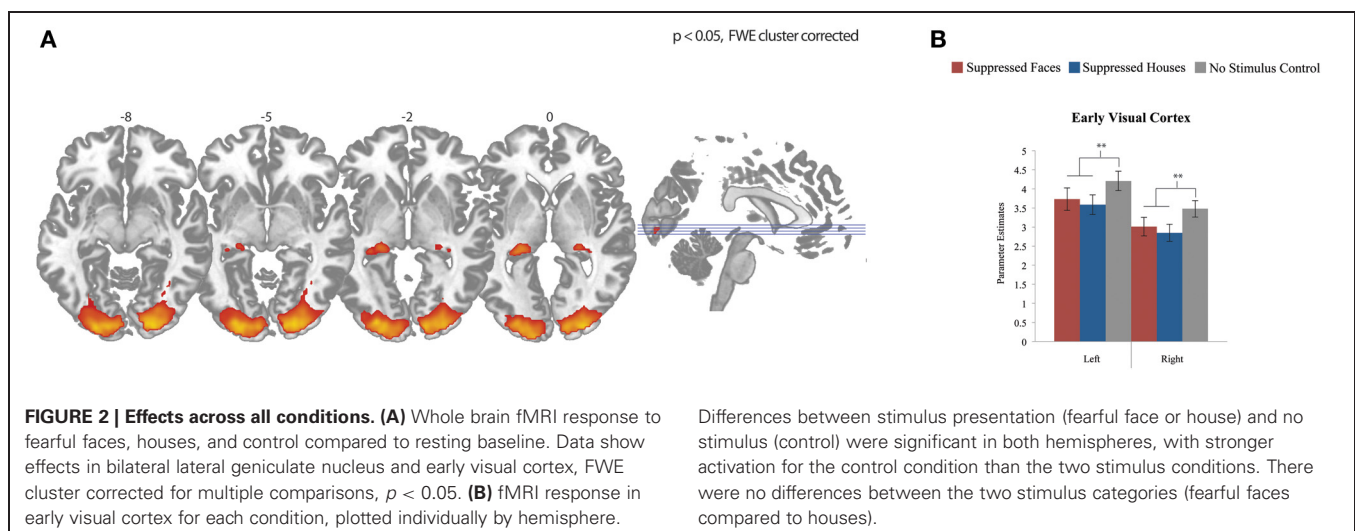 A
p < 0.05, FWE cluster corrected
-8
-5
-2
0
B
Suppressed Faces Suppressed Houses No Stimulus Control
Early Visual Cortex
**
**
5
4.5
4
3.5
3
2.5
2
1.5
1
0.5
0
Parameter Estimates
Left Right
FIGURE 2 | Effects across all conditions. (A) Whole brain fMRI response to
fearful faces, houses, and control compared to resting baseline. Data show
effects in bilateral lateral geniculate nucleus and early visual cortex, FWE
cluster corrected for multiple comparisons, p < 0.05. (B) fMRI response in
early visual cortex for each condition, plotted individually by hemisphere.
Differences between stimulus presentation (fearful face or house) and no
stimulus (control) were significant in both hemispheres, with stronger
activation for the control condition than the two stimulus conditions. There
were no differences between the two stimulus categories (fearful faces
compared to houses).